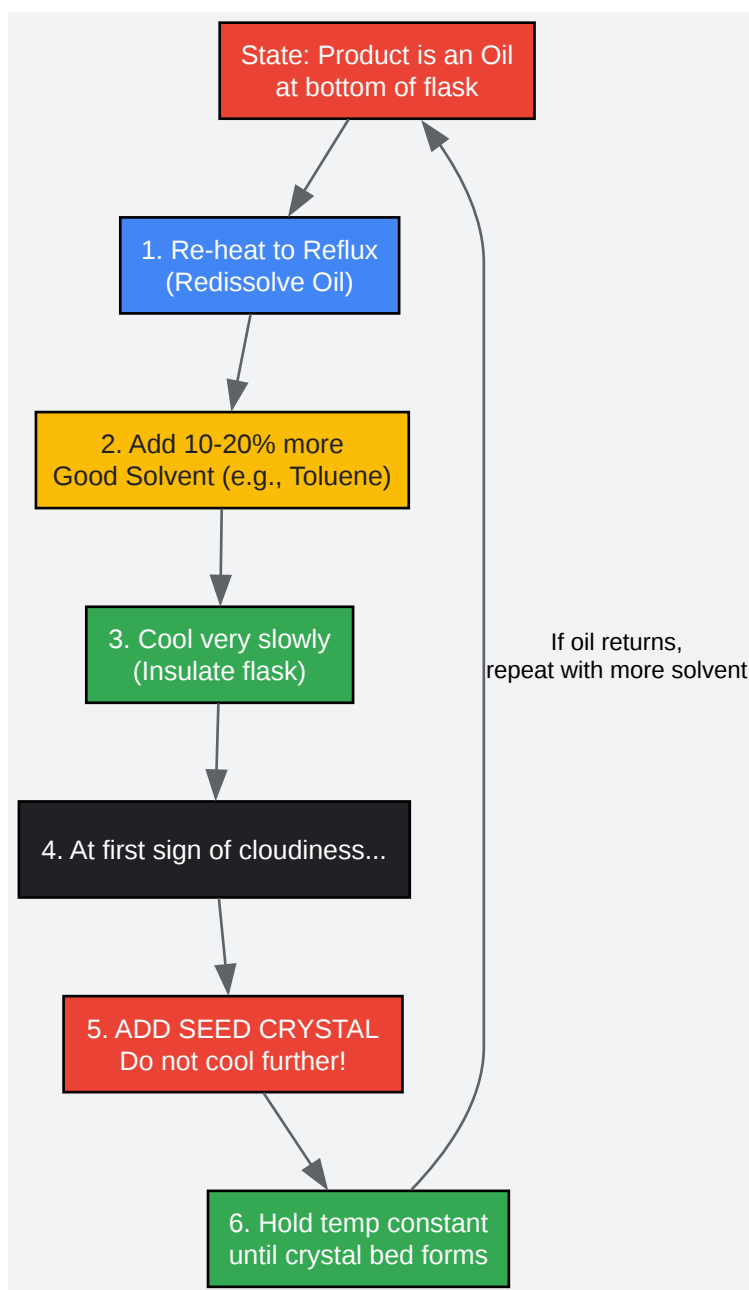 State: Product is an Oil
at bottom of flask
1. Re-heat to Reflux
(Redissolve Oil)
2. Add 10-20% more
Good Solvent (e.g., Toluene)
3. Cool very slowly
(Insulate flask)
If oil returns,
repeat with more solvent
4. At first sign of cloudiness...
5. ADD SEED CRYSTAL
Do not cool further!
6. Hold temp constant
until crystal bed forms